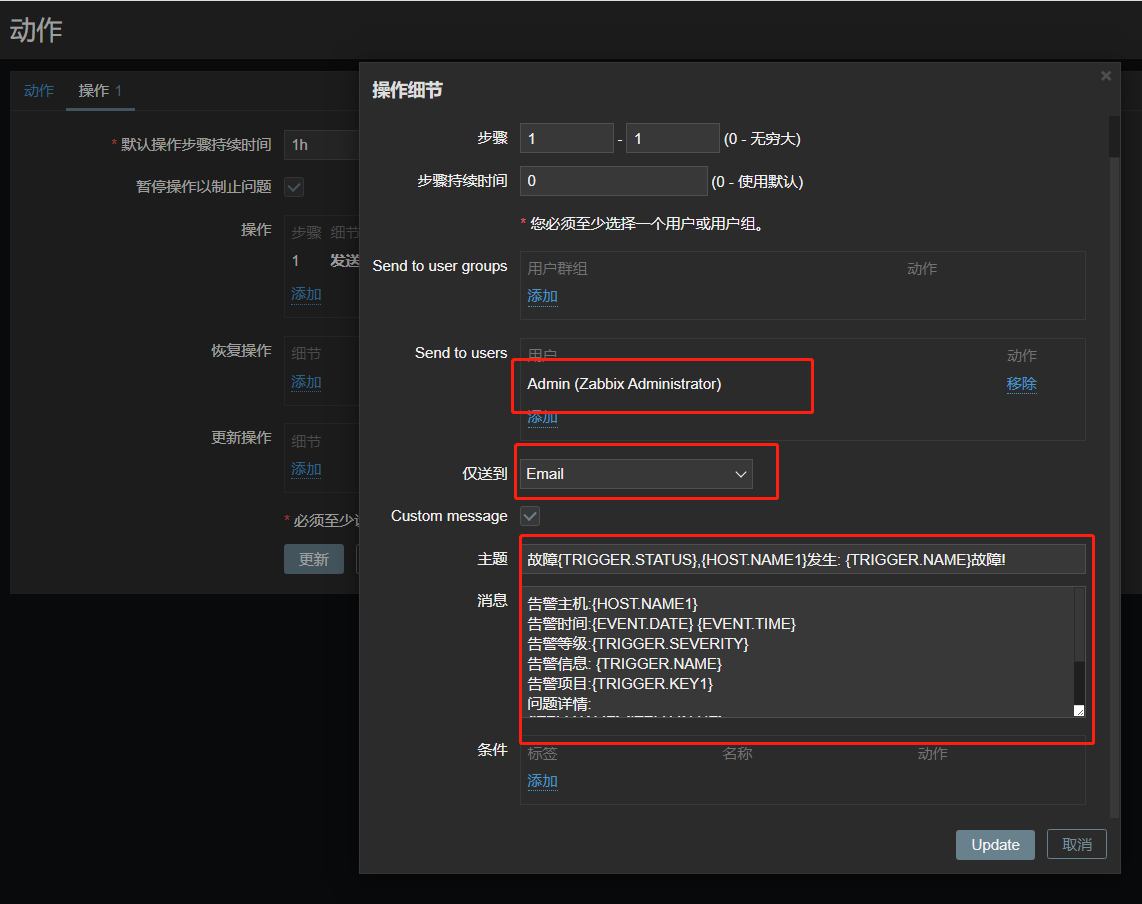 动作
动作
操作 1
* 默认操作步骤持续时间 1h
暂停操作以制止问题
操作 步骤 细节
1 发送
添加
恢复操作 细节
添加
更新操作 细节
添加
* 必须至少
更新
操作细节
步骤 1 - 1 (0 - 无穷大)
步骤持续时间 0 (0 - 使用默认)
* 您必须至少选择一个用户或用户组。
Send to user groups 用户群组 动作
添加
Send to users 用户 动作
Admin (Zabbix Administrator) 移除
添加
仅送到 Email
Custom message
主题 故障{TRIGGER.STATUS},{HOST.NAME1}发生: {TRIGGER.NAME}故障!
消息 告警主机:{HOST.NAME1}
告警时间:{EVENT.DATE} {EVENT.TIME}
告警等级:{TRIGGER.SEVERITY}
告警信息: {TRIGGER.NAME}
告警项目:{TRIGGER.KEY1}
问题详情:
条件 标签 名称 动作
添加
Update 取消